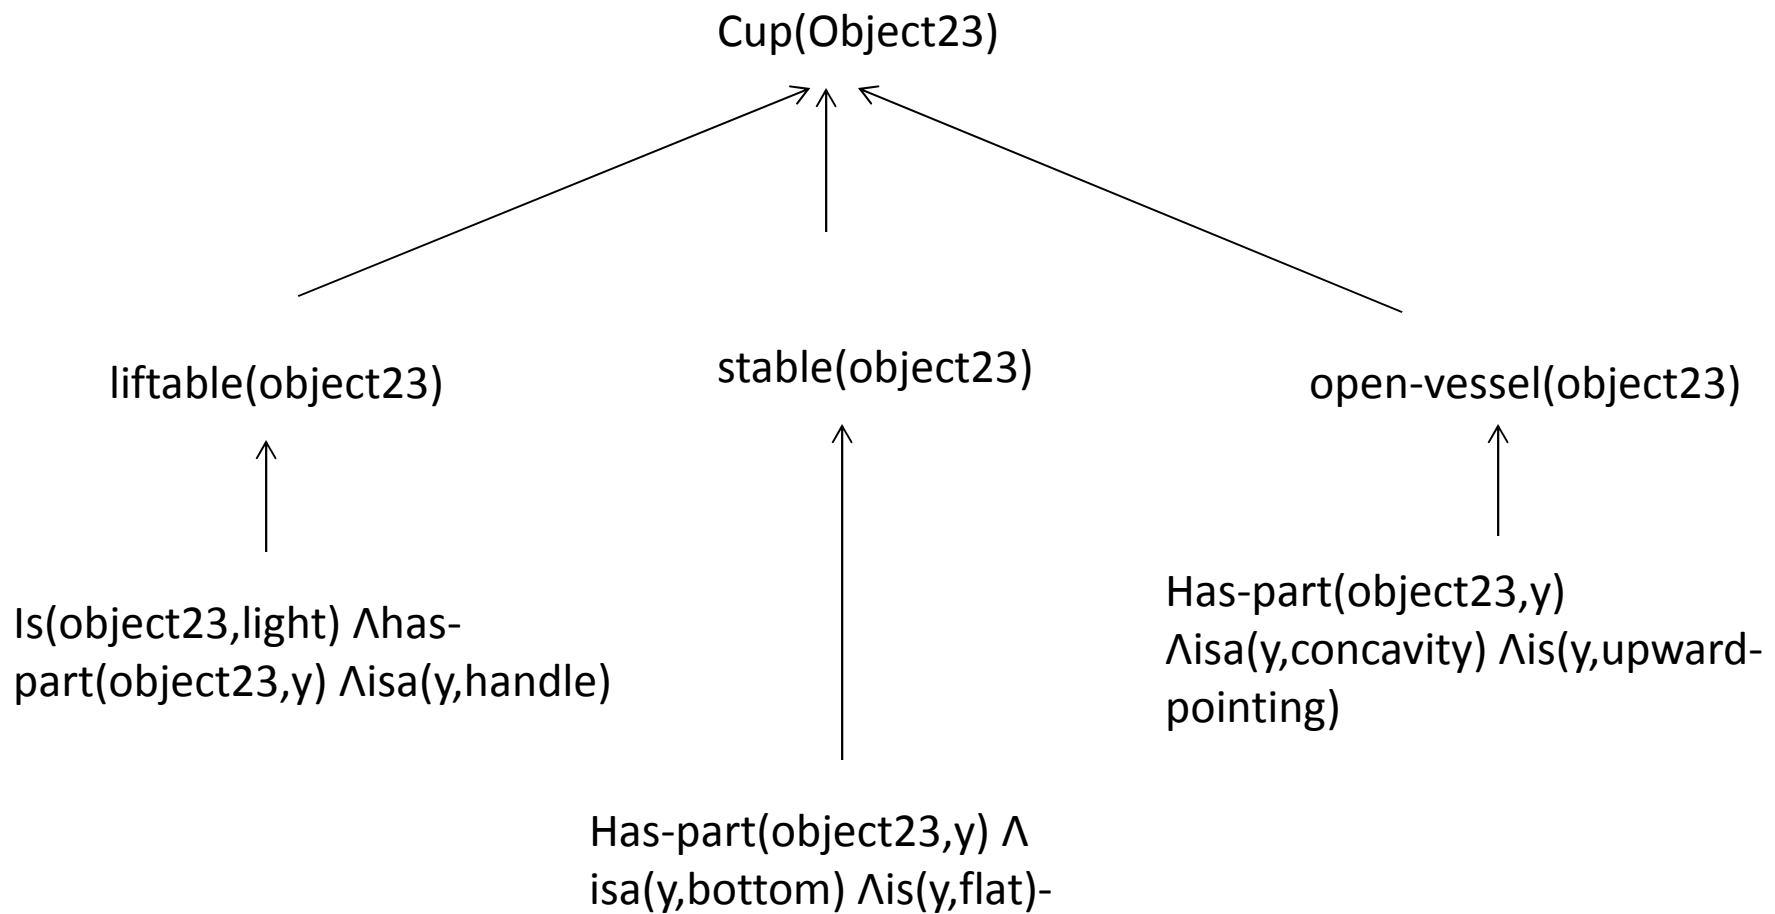 Cup(Object23)
liftable(object23)
stable(object23)
open-vessel(object23)
Is(object23,light) Λhas-
part(object23,y) Λisa(y,handle)
Has-part(object23,y)
Λisa(y,concavity) Λis(y,upward-
pointing)
Has-part(object23,y) Λ
isa(y,bottom) Λis(y,flat)-